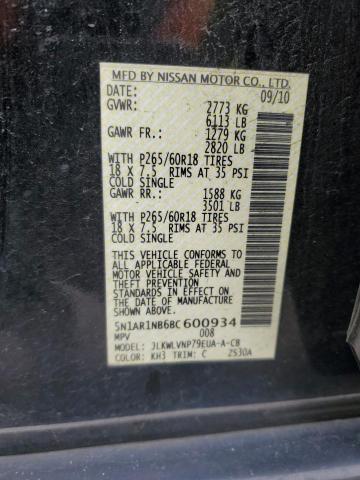 MFD BY NISSAN MOTOR CO., LTD.
DATE: 09/10
GVWR: 2773 KG
6113 LB
GAWR FR.: 1279 KG
2820 LB
WITH P265/60R18 TIRES
18 X 7.5 RIMS AT 35 PSI
COLD SINGLE
GAWR RR.: 1588 KG
3501 LB
WITH P265/60R18 TIRES
18 X 7.5 RIMS AT 35 PSI
COLD SINGLE
THIS VEHICLE CONFORMS TO
ALL APPLICABLE FEDERAL
MOTOR VEHICLE SAFETY AND
THEFT PREVENTION
STANDARDS IN EFFECT ON
THE DATE OF MANUFACTURE
SHOWN ABOVE.
5N1AR1NB6BC600934
MPV 008
MODEL: JLKWLVNP79EUA-A-CB
COLOR: KH3 TRIM: C 2530A